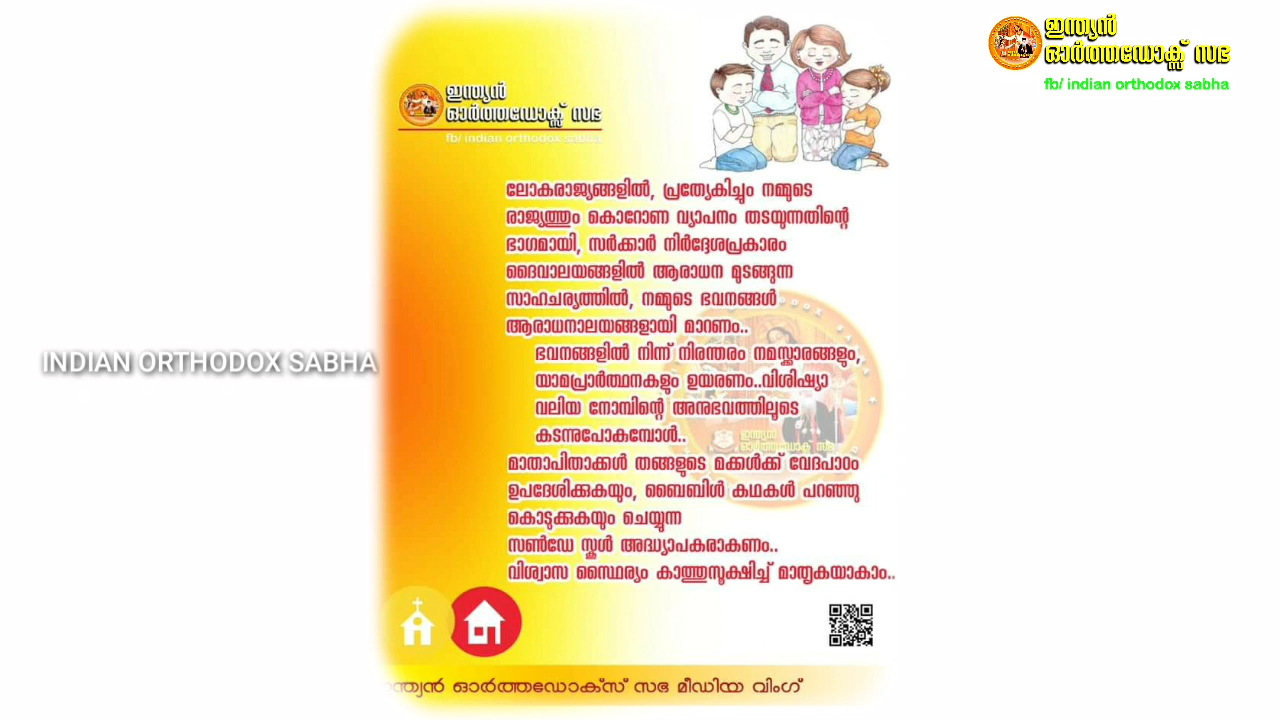 ഇന്ത്യൻ
ഓർത്തഡോക്സ് സഭ
fb/ indian orthodox sabha
ഇന്ത്യൻ
ഓർത്തഡോക്സ് സഭ
fb/ indian orthodox sabha
ലോകരാജ്യങ്ങളിൽ, പ്രത്യേകിച്ചും നമ്മുടെ
രാജ്യത്തും കൊറോണ വ്യാപനം തടയുന്നതിന്റെ
ഭാഗമായി, സർക്കാർ നിർദ്ദേശപ്രകാരം
ദൈവാലയങ്ങളിൽ ആരാധന മുടങ്ങുന്ന
സാഹചര്യത്തിൽ, നമ്മുടെ ഭവനങ്ങൾ
ആരാധനാലയങ്ങളായി മാറണം..
ഭവനങ്ങളിൽ നിന്ന് നിരന്തരം നമസ്കാരങ്ങളും,
യാമപ്രാർത്ഥനകളും ഉയരണം..വിശിഷ്യാ
വലിയ നോമ്പിന്റെ അനുഭവത്തിലൂടെ
കടന്നുപോകമ്പോൾ..
INDIAN ORTHODOX SABHA
മാതാപിതാക്കൾ തങ്ങളുടെ മക്കൾക്ക് വേദപാഠം
ഉപദേശിക്കുകയും, ബൈബിൾ കഥകൾ പറഞ്ഞു
കൊടുക്കുകയും ചെയ്യുന്ന
സൺഡേ സ്കൂൾ അദ്ധ്യാപകരാകണം..
വിശ്വാസ സ്ഥൈര്യം കാത്തുസൂക്ഷിച്ച് മാതൃകയാകാം..
ഓർത്തഡോക്സ് സഭ മീഡിയ വിംഗ്